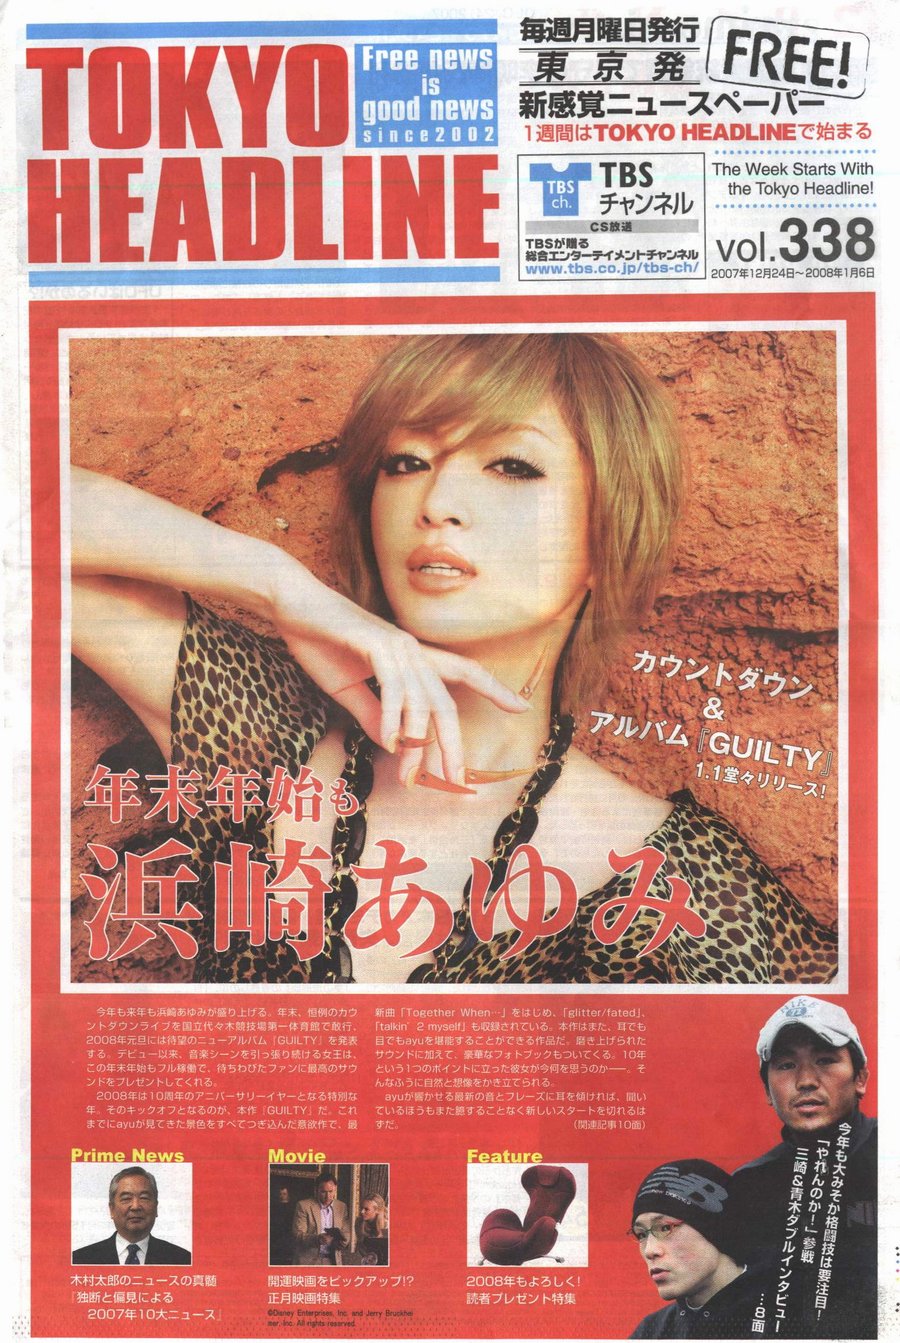 TOKYO
HEADLINE
Free news
is
good news
since2002
毎週月曜日発行
東京発
新感覚ニュースペーパー
FREE!
1週間はTOKYO HEADLINEで始まる
TBS ch.
TBS
チャンネル
CS放送
TBSが贈る
総合エンターテイメントチャンネル
www.tbs.co.jp/tbs-ch/
The Week Starts With
the Tokyo Headline!
vol.338
2007年12月24日〜2008年1月6日
カウントダウン
&
アルバム『GUILTY』
1.1堂々リリース!
年末年始も
浜崎あゆみ
今年も来年も浜崎あゆみが盛り上げる。年末、恒例のカウ
ントダウンライブを国立代々木競技場第一体育館で敢行。
2008年元旦には待望のニューアルバム『GUILTY』を発表
する。デビュー以来、音楽シーンを引っ張り続ける女王は、
この年末年始もフル稼働で、待ちわびたファンに最高のサウ
ンドをプレゼントしてくれる。
2008年は10周年のアニバーサリーイヤーとなる特別な
年。そのキックオフとなるのが、本作『GUILTY』だ。これ
までにayuが見てきた景色をすべてつぎ込んだ意欲作で、最
新曲「Together When…」をはじめ、「glitter/fated」、
「talkin' 2 myself」も収録されている。本作はまた、耳でも
目でもayuを堪能することができる作品だ。磨き上げられた
サウンドに加えて、豪華なフォトブックもついてくる。10年
という1つのポイントに立った彼女が今何を思うのか──。そ
んなふうに自然と想像をかき立てられる。
ayuが響かせる最新の音とフレーズに耳を傾ければ、聞い
ているほうもまた臆することなく新しいスタートを切れるは
ずだ。 (関連記事10面)
Prime News
木村太郎のニュースの真髄
『独断と偏見による
2007年10大ニュース』
Movie
開運映画をピックアップ!?
正月映画特集
©Disney Enterprises, Inc. and Jerry Bruckhei
mer, Inc. All rights reserved.
Feature
2008年もよろしく!
読者プレゼント特集
NIKE
new balance
今年も大みそか格闘技は要注目!
「やれんのか!」参戦
三崎&青木ダブルインタビュー
…8面